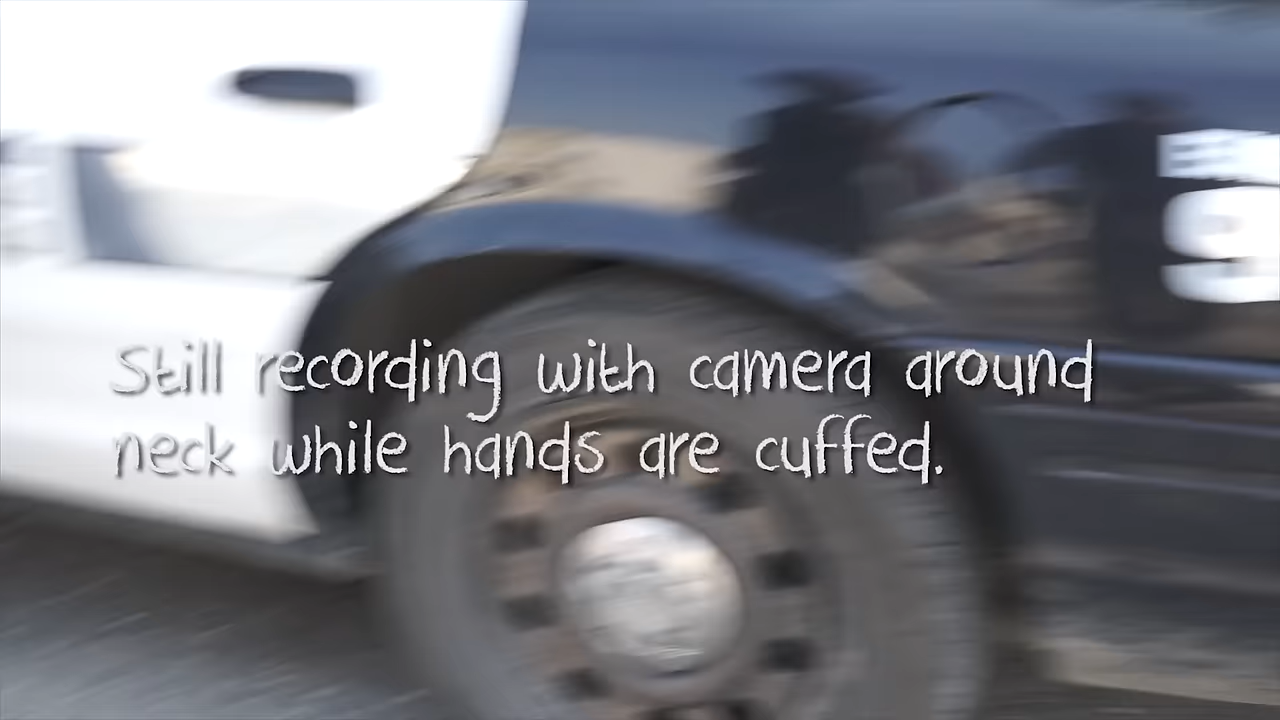 Still recording with camera around
neck while hands are cuffed.